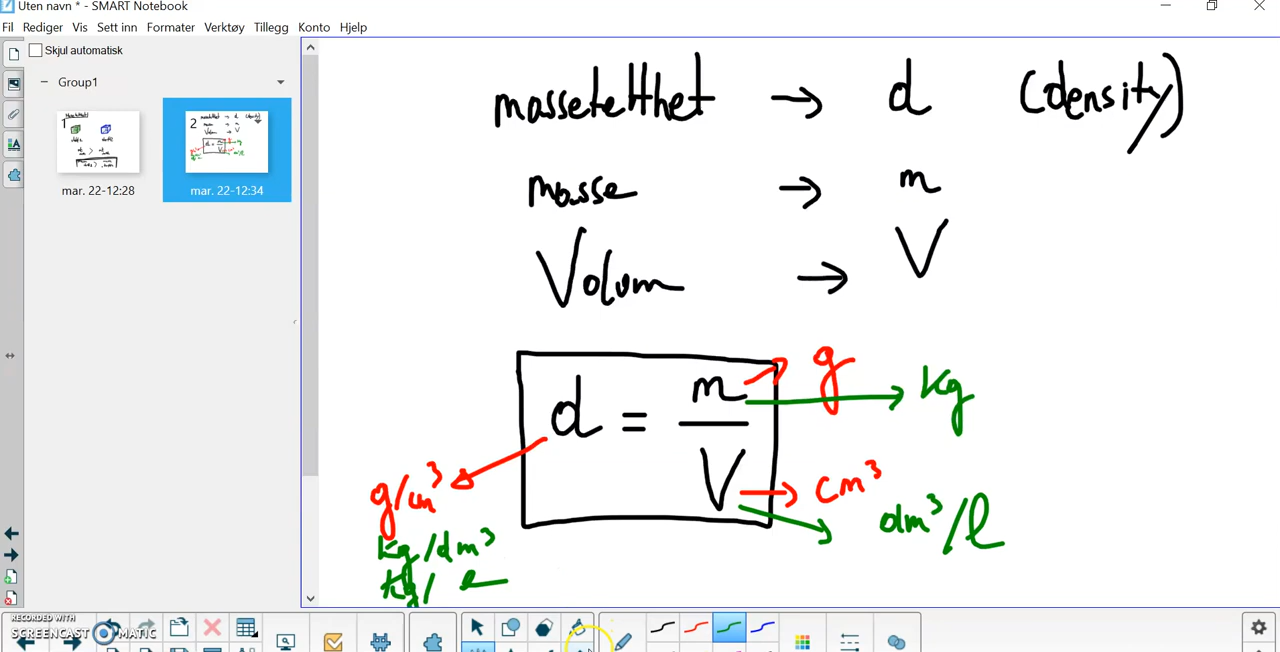 Uten navn * - SMART Notebook
Fil Rediger Vis Sett inn Formater Verktøy Tillegg Konto Hjelp
Skjul automatisk
Group1
1
mar. 22-12:28
2
mar. 22-12:34
massetetthet → d (density)
masse → m
Volum → V
d = m / V
g
kg
cm³
dm³/l
g/cm³
kg/dm³
kg/l
RECORDED WITH
SCREENCAST MATIC